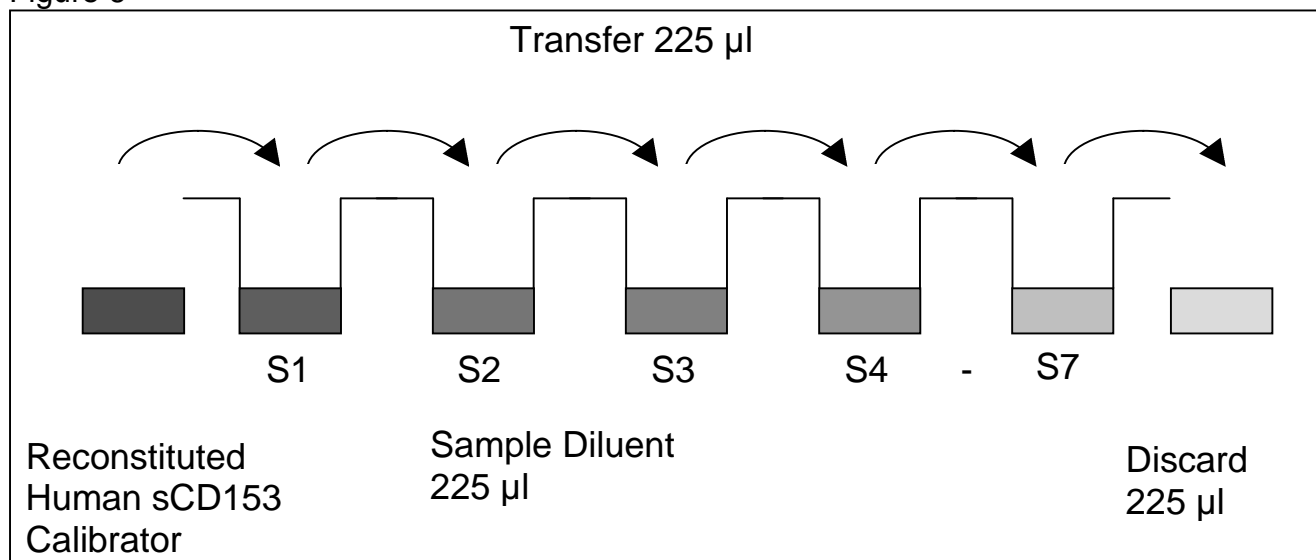 Transfer 225 µl
S1 S2 S3 S4 - S7
Reconstituted
Human sCD153
Calibrator
Sample Diluent
225 µl
Discard
225 µl